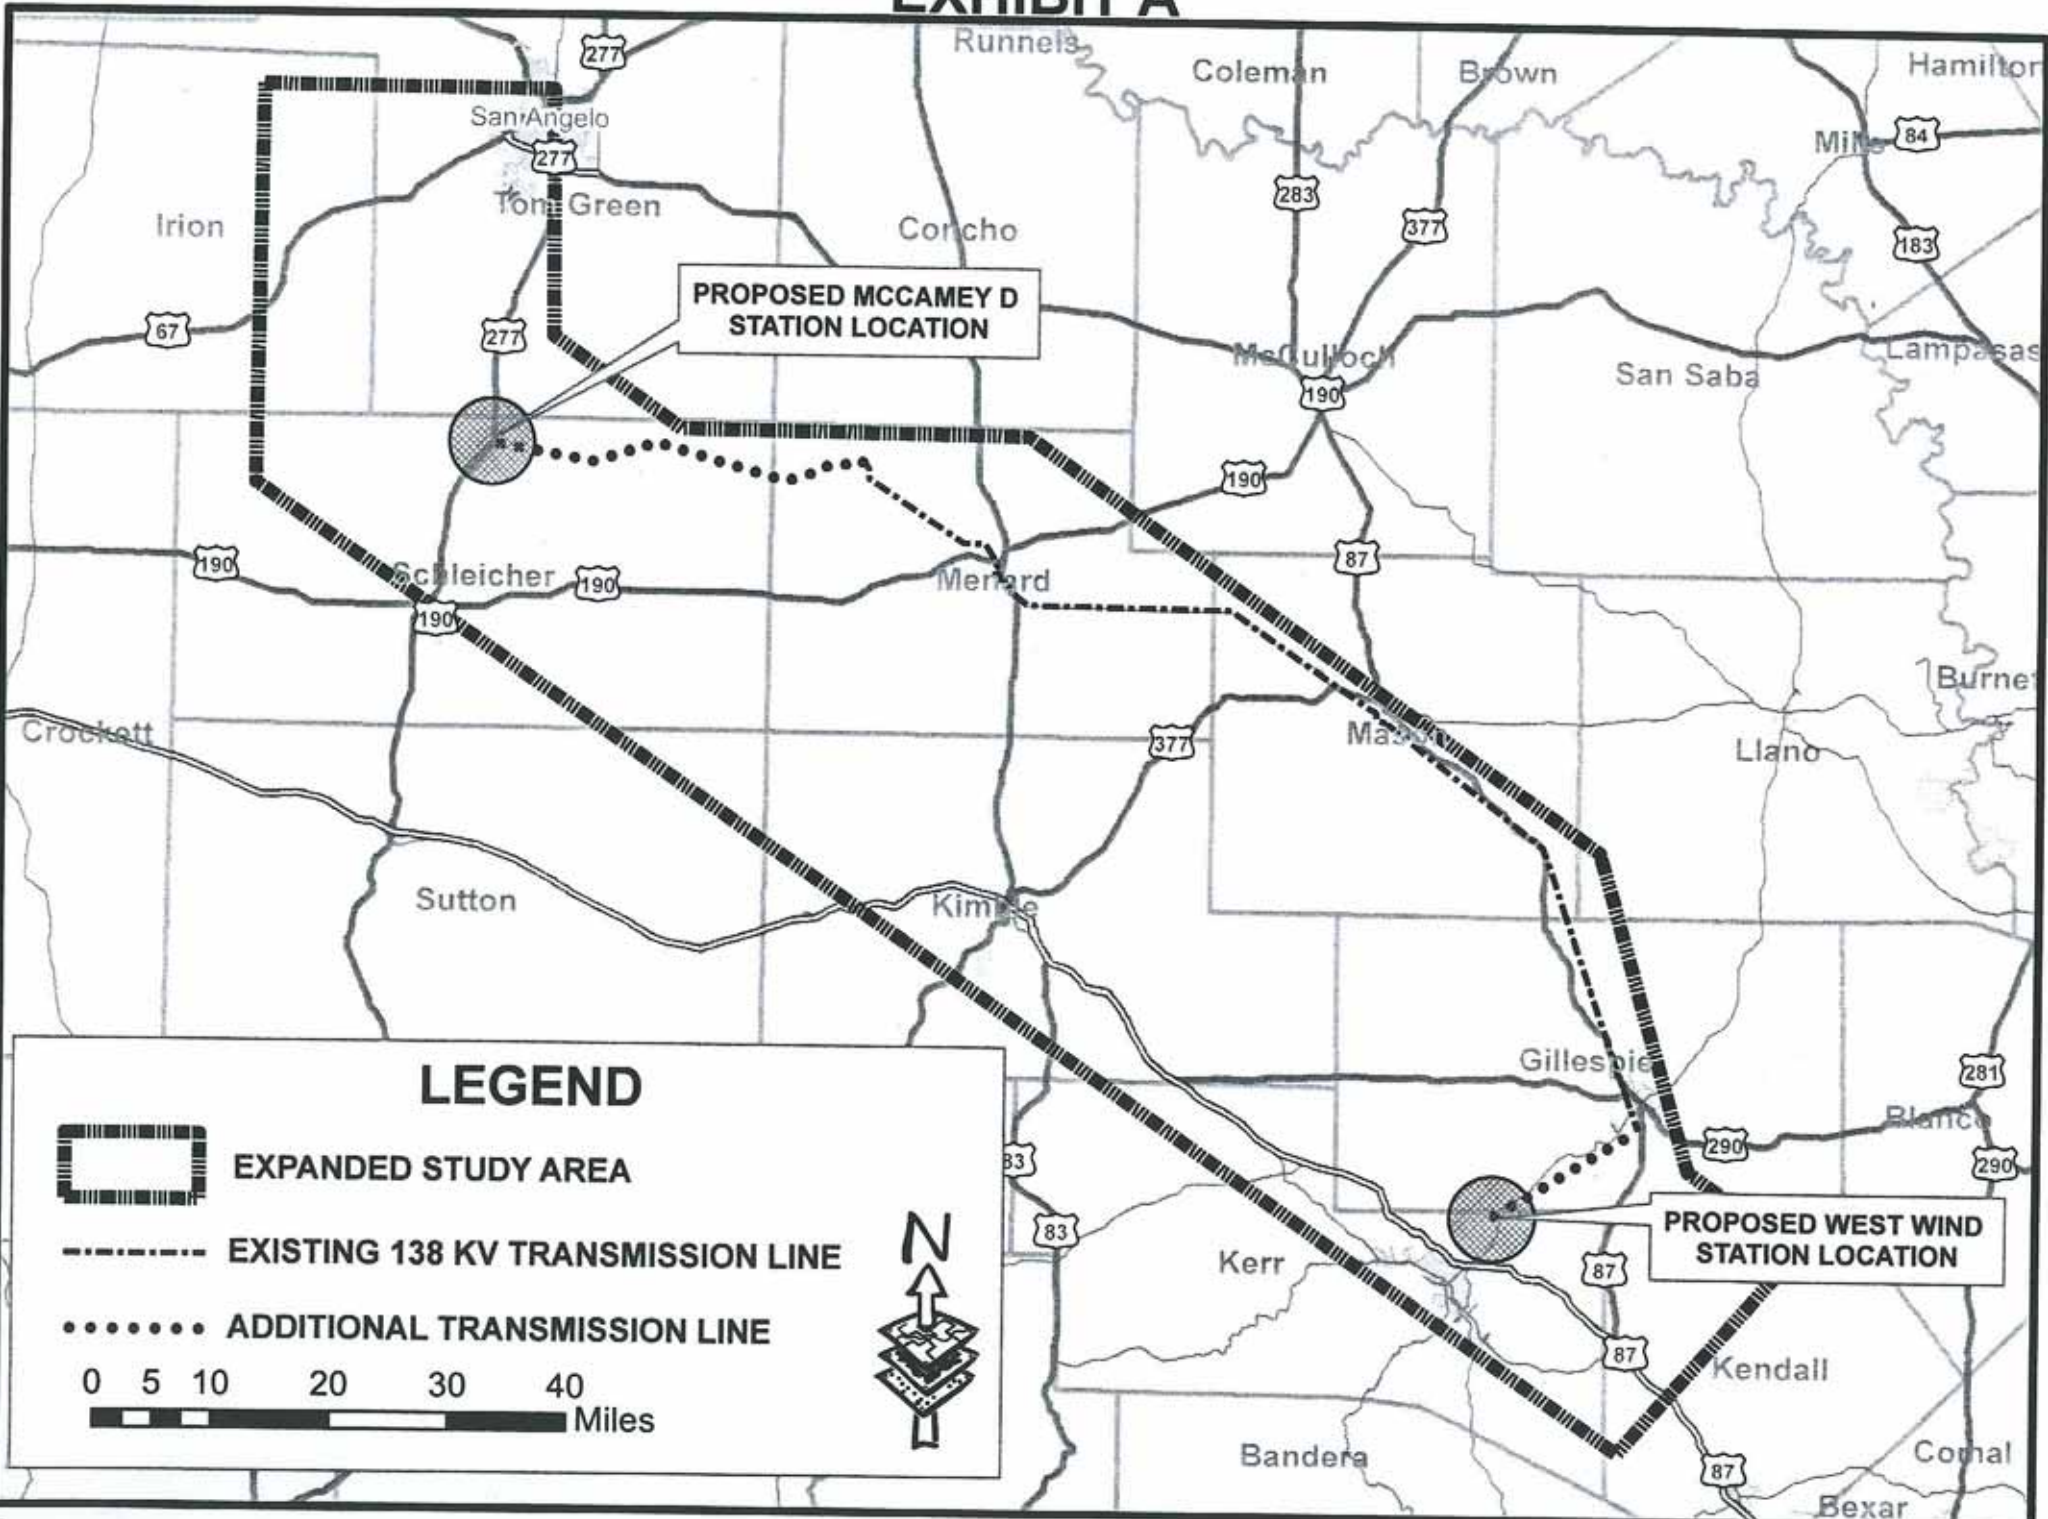 EXHIBIT A
Runnels
Coleman
Brown
Hamilton
277
San Angelo
277
Mills
84
Irion
Tom Green
Concho
283
377
183
PROPOSED MCCAMEY D
STATION LOCATION
67
277
McCulloch
190
San Saba
Lampasas
190
87
190
Schleicher
190
Menard
190
Burnet
Crockett
377
Mason
Llano
Sutton
Kimble
Gillespie
281
Blanco
290
290
83
83
Kerr
PROPOSED WEST WIND
STATION LOCATION
87
87
Kendall
Bandera
87
Comal
Bexar
LEGEND
EXPANDED STUDY AREA
EXISTING 138 KV TRANSMISSION LINE
ADDITIONAL TRANSMISSION LINE
N
0 5 10 20 30 40
Miles